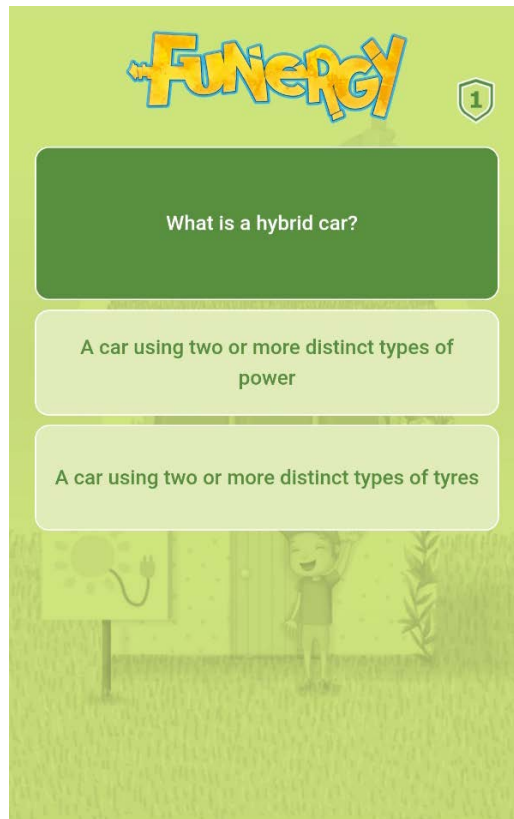 FUNERGY
1
What is a hybrid car?
A car using two or more distinct types of
power
A car using two or more distinct types of tyres